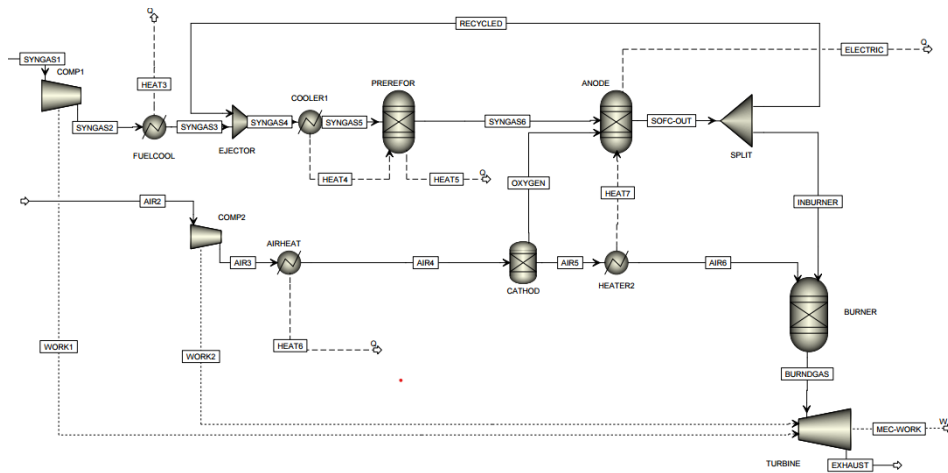 RECYCLED
Q
ELECTRIC
Q
SYNGAS1
COMP1
HEAT3
COOLER1
PREREFOR
ANODE
SYNGAS2
SYNGAS3
SYNGAS4
SYNGAS5
SYNGAS6
SOFC-OUT
FUELCOOL
EJECTOR
SPLIT
HEAT4
HEAT5
Q
OXYGEN
HEAT7
AIR2
INBURNER
COMP2
AIRHEAT
AIR3
AIR4
AIR5
AIR6
CATHOD
HEATER2
BURNER
WORK1
WORK2
HEAT6
Q
BURNDGAS
MEC-WORK
W
TURBINE
EXHAUST